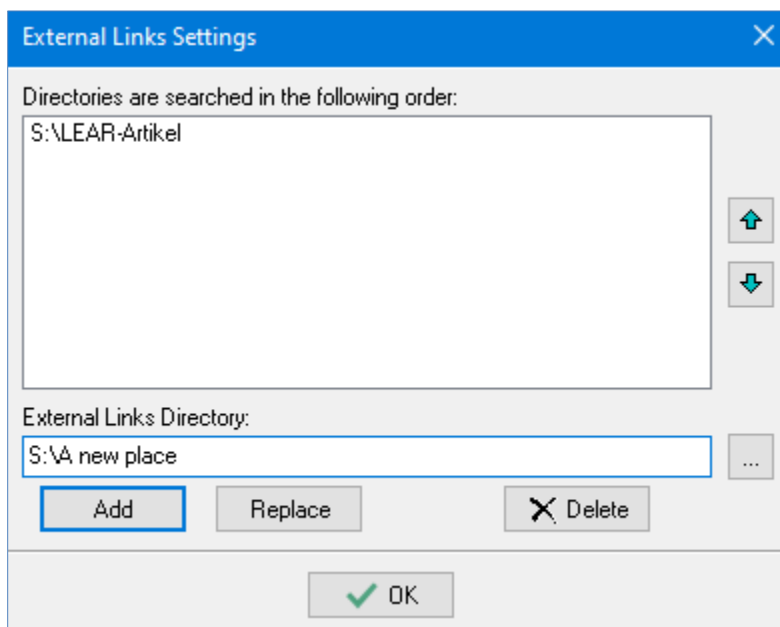 External Links Settings
Directories are searched in the following order:
S:\LEAR-Artikel
External Links Directory:
S:\A new place
...
Add
Replace
Delete
OK